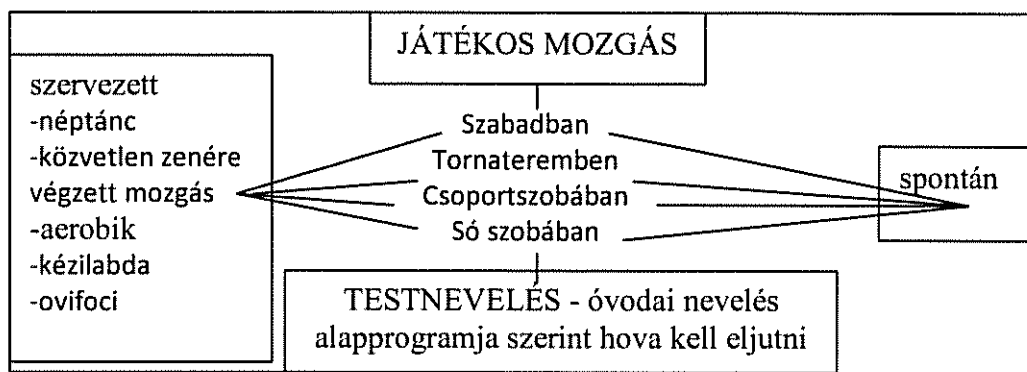 JÁTÉKOS MOZGÁS
szervezett
-néptánc
-közvetlen zenére
végzett mozgás
-aerobik
-kézilabda
-ovifoci
Szabadban
Tornateremben
Csoportszobában
Só szobában
spontán
TESTNEVELÉS - óvodai nevelés
alapprogramja szerint hova kell eljutni